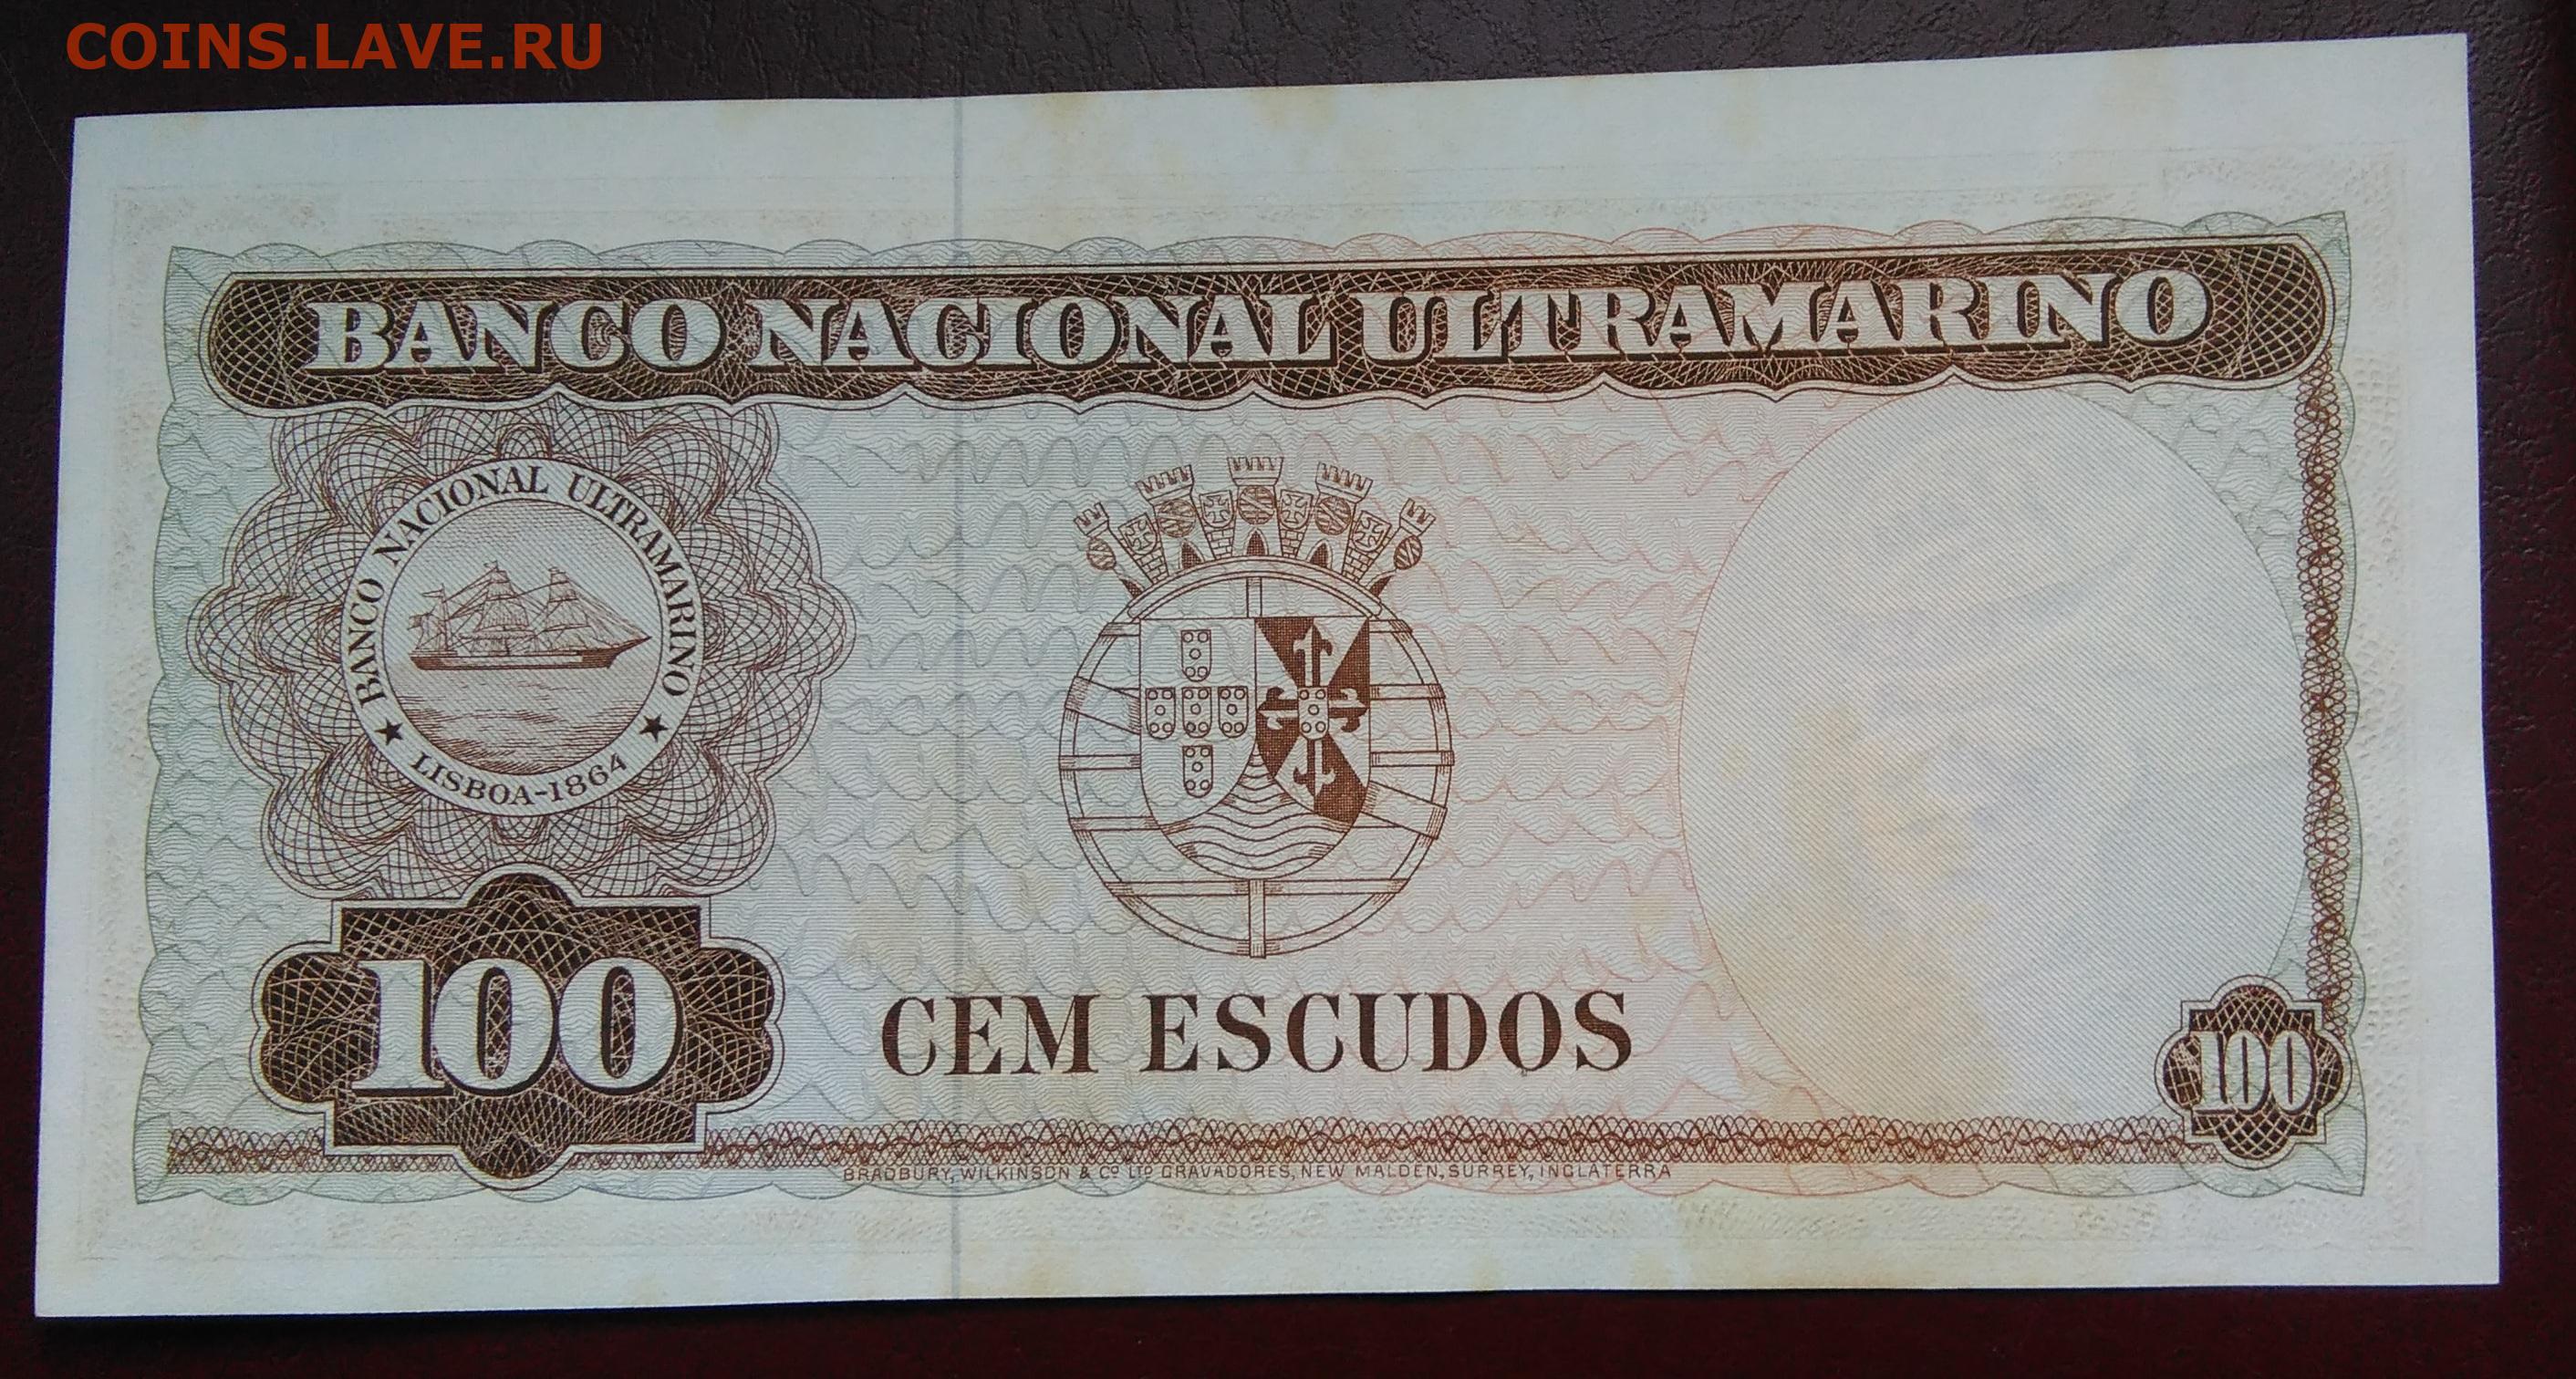 COINS.LAVE.RU
BANCO NACIONAL ULTRAMARINO
BANCO NACIONAL ULTRAMARINO
★ LISBOA-1864 ★
100
CEM ESCUDOS
100
BRADBURY, WILKINSON & Cº LTD GRAVADORES, NEW MALDEN, SURREY, INGLATERRA